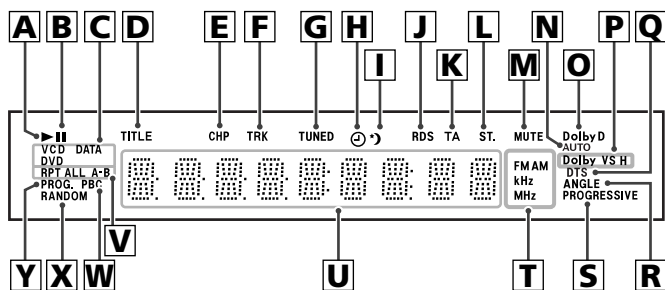 A B C D E F G H I J K L M N O P Q
TITLE CHP TRK TUNED RDS TA ST. MUTE Dolby D
AUTO
VCD DATA
Dolby VS H
DVD
DTS
RPT ALL A-B
FM AM
ANGLE
PROG. PBC
kHz
PROGRESSIVE
RANDOM
MHz
Y X W V U T S R